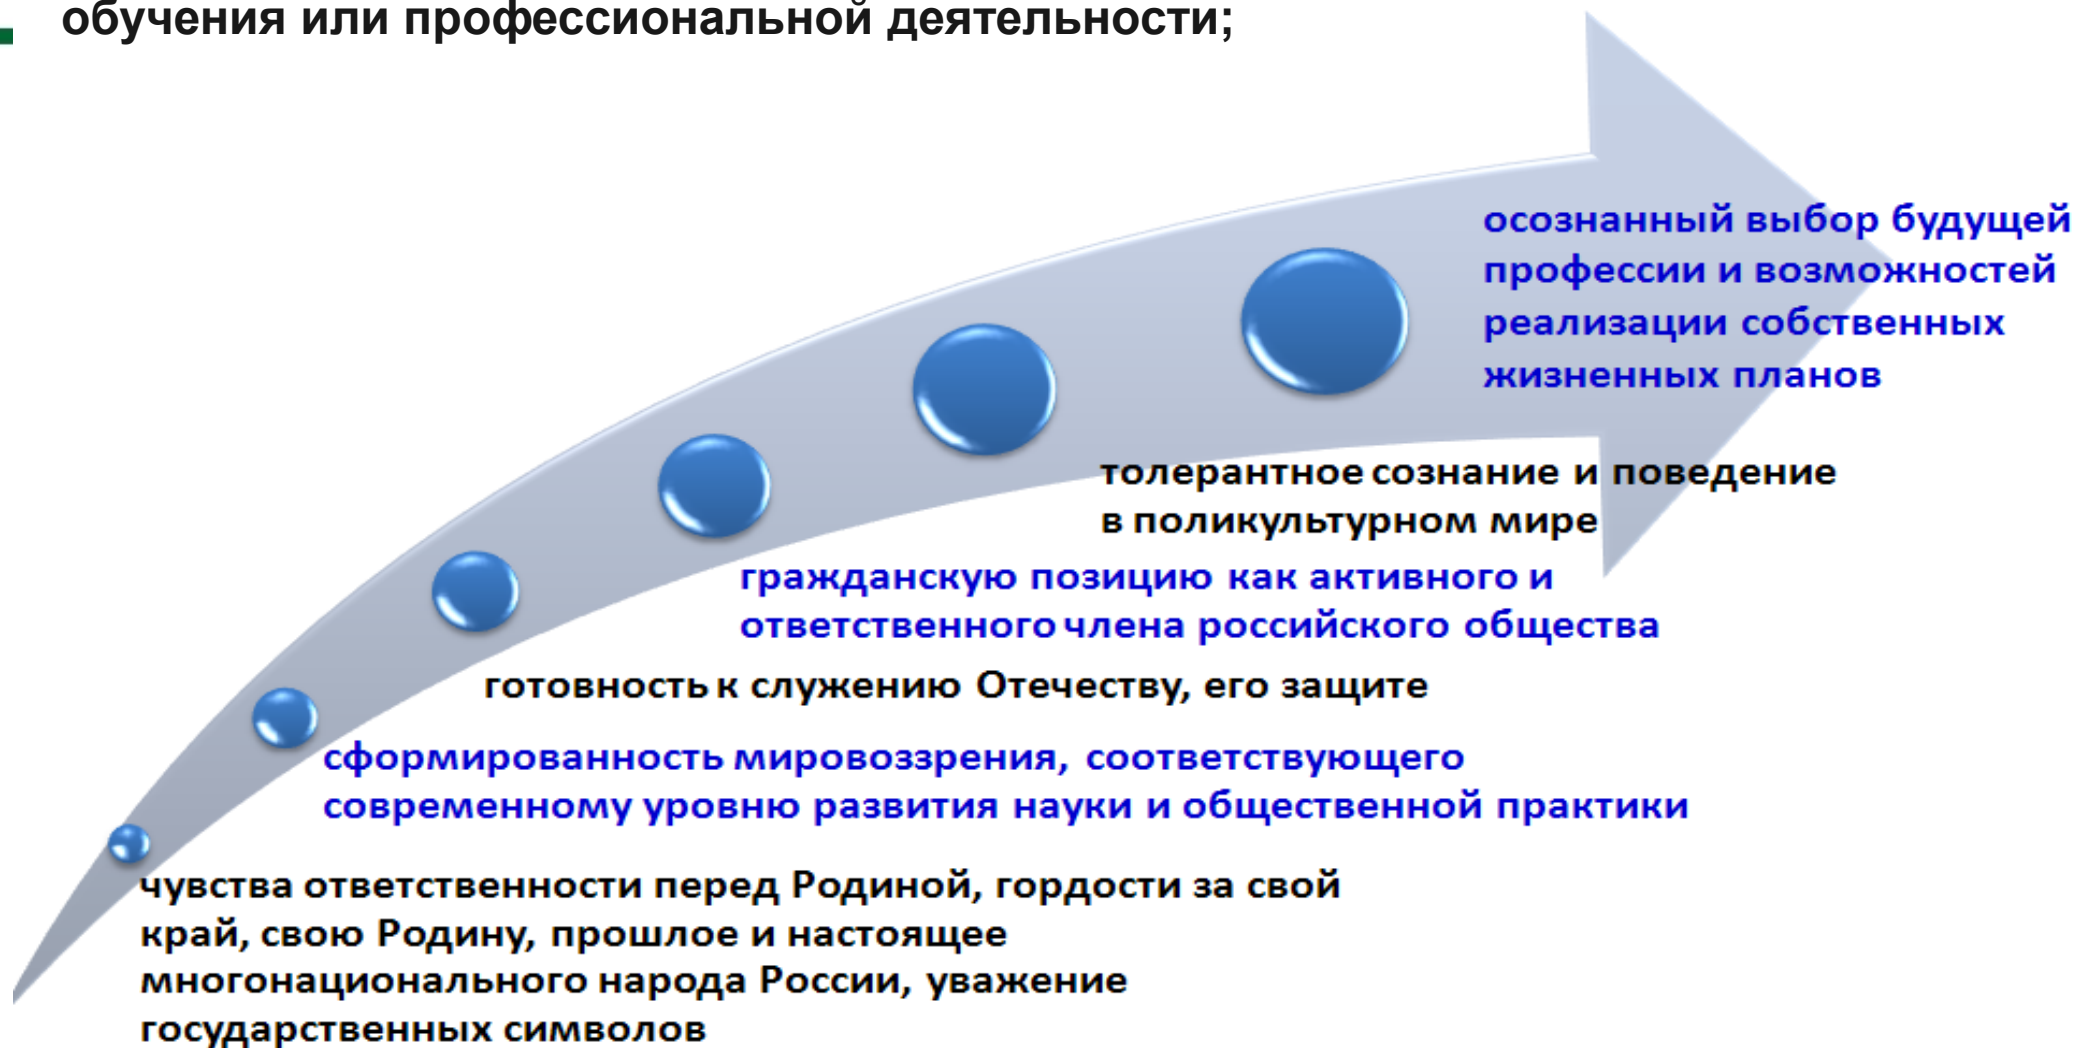 обучения или профессиональной деятельности;
осознанный выбор будущей
профессии и возможностей
реализации собственных
жизненных планов
толерантное сознание и поведение
в поликультурном мире
гражданскую позицию как активного и
ответственного члена российского общества
готовность к служению Отечеству, его защите
сформированность мировоззрения, соответствующего
современному уровню развития науки и общественной практики
чувства ответственности перед Родиной, гордости за свой
край, свою Родину, прошлое и настоящее
многонационального народа России, уважение
государственных символов